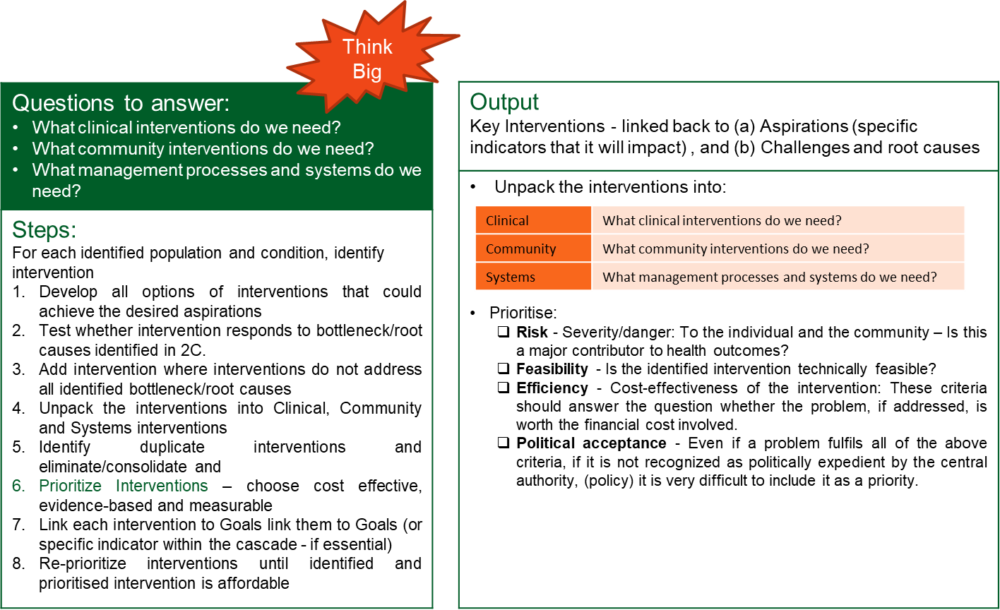 Think
Big
Questions to answer:
• What clinical interventions do we need?
• What community interventions do we need?
• What management processes and systems do we
need?
Steps:
For each identified population and condition, identify
intervention
1. Develop all options of interventions that could
achieve the desired aspirations
2. Test whether intervention responds to bottleneck/root
causes identified in 2C.
3. Add intervention where interventions do not address
all identified bottleneck/root causes
4. Unpack the interventions into Clinical, Community
and Systems interventions
5. Identify duplicate interventions and
eliminate/consolidate and
6. Prioritize Interventions – choose cost effective,
evidence-based and measurable
7. Link each intervention to Goals link them to Goals (or
specific indicator within the cascade - if essential)
8. Re-prioritize interventions until identified and
prioritised intervention is affordable
Output
Key Interventions - linked back to (a) Aspirations (specific
indicators that it will impact) , and (b) Challenges and root causes
• Unpack the interventions into:
Clinical What clinical interventions do we need?
Community What community interventions do we need?
Systems What management processes and systems do we need?
• Prioritise:
❑ Risk - Severity/danger: To the individual and the community – Is this
a major contributor to health outcomes?
❑ Feasibility - Is the identified intervention technically feasible?
❑ Efficiency - Cost-effectiveness of the intervention: These criteria
should answer the question whether the problem, if addressed, is
worth the financial cost involved.
❑ Political acceptance - Even if a problem fulfils all of the above
criteria, if it is not recognized as politically expedient by the central
authority, (policy) it is very difficult to include it as a priority.